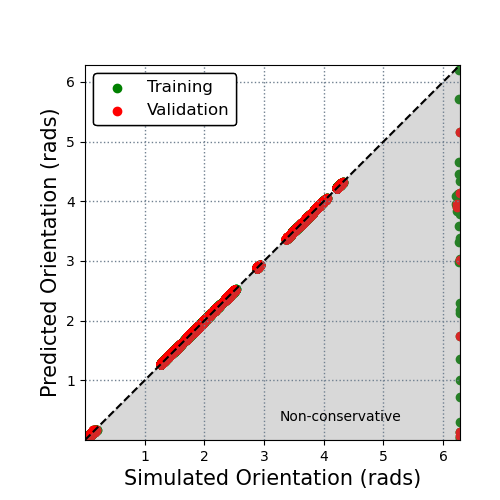 Training
Validation
6
5
4
3
2
1
Predicted Orientation (rads)
Non-conservative
1 2 3 4 5 6
Simulated Orientation (rads)